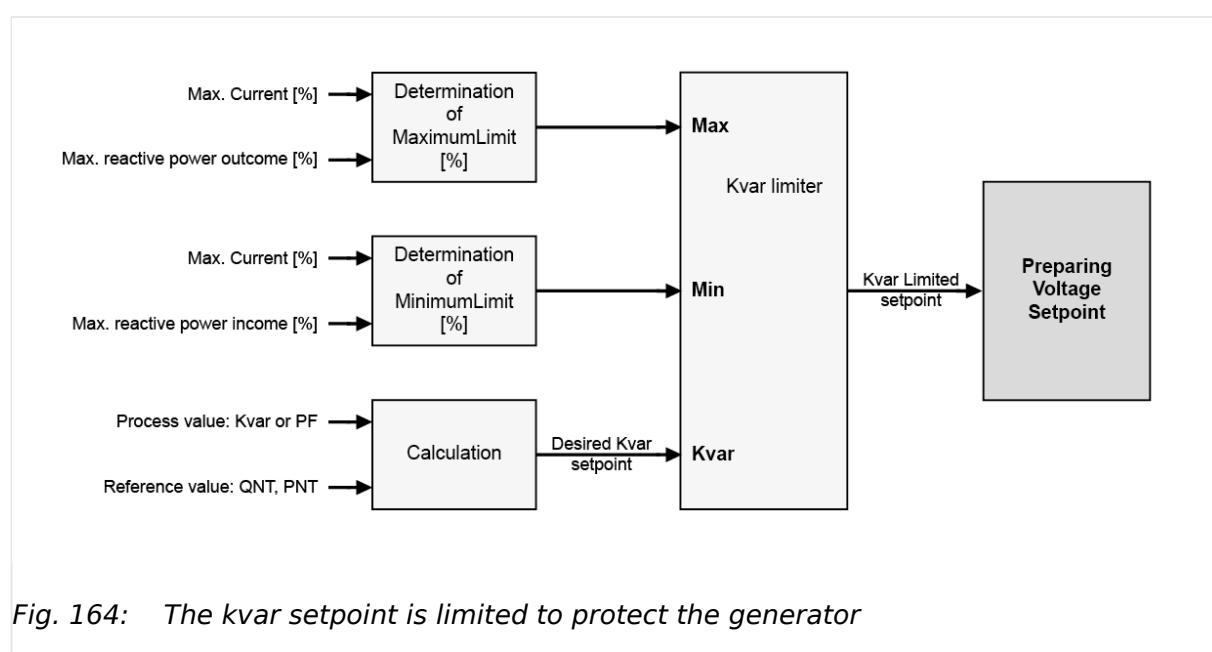 Max. Current [%]
Max. reactive power outcome [%]
Determination
of
MaximumLimit
[%]
Max. Current [%]
Max. reactive power income [%]
Determination
of
MinimumLimit
[%]
Process value: Kvar or PF
Reference value: QNT, PNT
Calculation
Desired Kvar
setpoint
Max
Kvar limiter
Min
Kvar
Kvar Limited
setpoint
Preparing
Voltage
Setpoint
Fig. 164: The kvar setpoint is limited to protect the generator